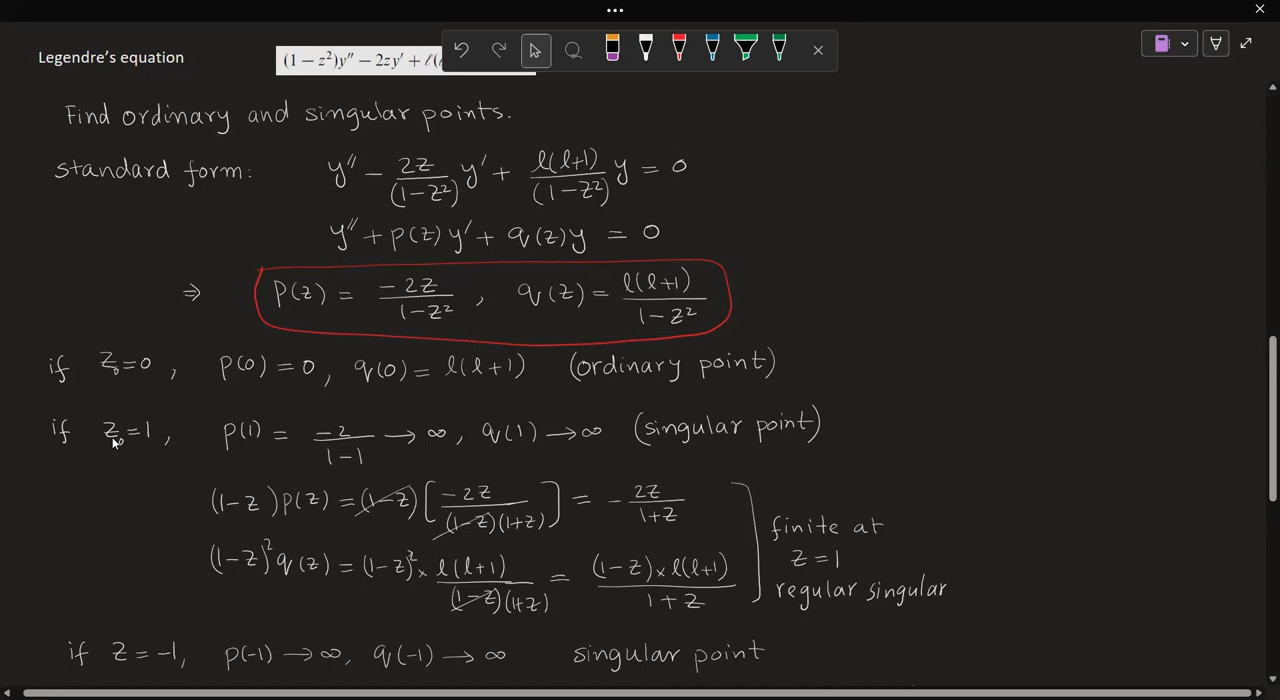 Legendre's equation (1 − z²)y″ − 2zy′ + ℓ(
Find ordinary and singular points.
standard form: y″ − 2z/(1−z²) y′ + l(l+1)/(1−z²) y = 0
y″ + p(z)y′ + q(z)y = 0
⇒ P(z) = −2z/1−z² , q(z) = l(l+1)/1−z²
if z₀=0 , p(0) = 0 , q(0) = l(l+1) (ordinary point)
if z₀=1 , p(1) = −2/1−1 → ∞ , q(1) → ∞ (singular point)
(1−z)p(z) = (1−z) [−2z/(1−z)(1+z)] = − 2z/1+z
(1−z)² q(z) = (1−z)² × l(l+1)/(1−z)(1+z) = (1−z)×l(l+1)/1+z
finite at
z=1
regular singular
if z=−1, p(−1) → ∞, q(−1) → ∞ singular point